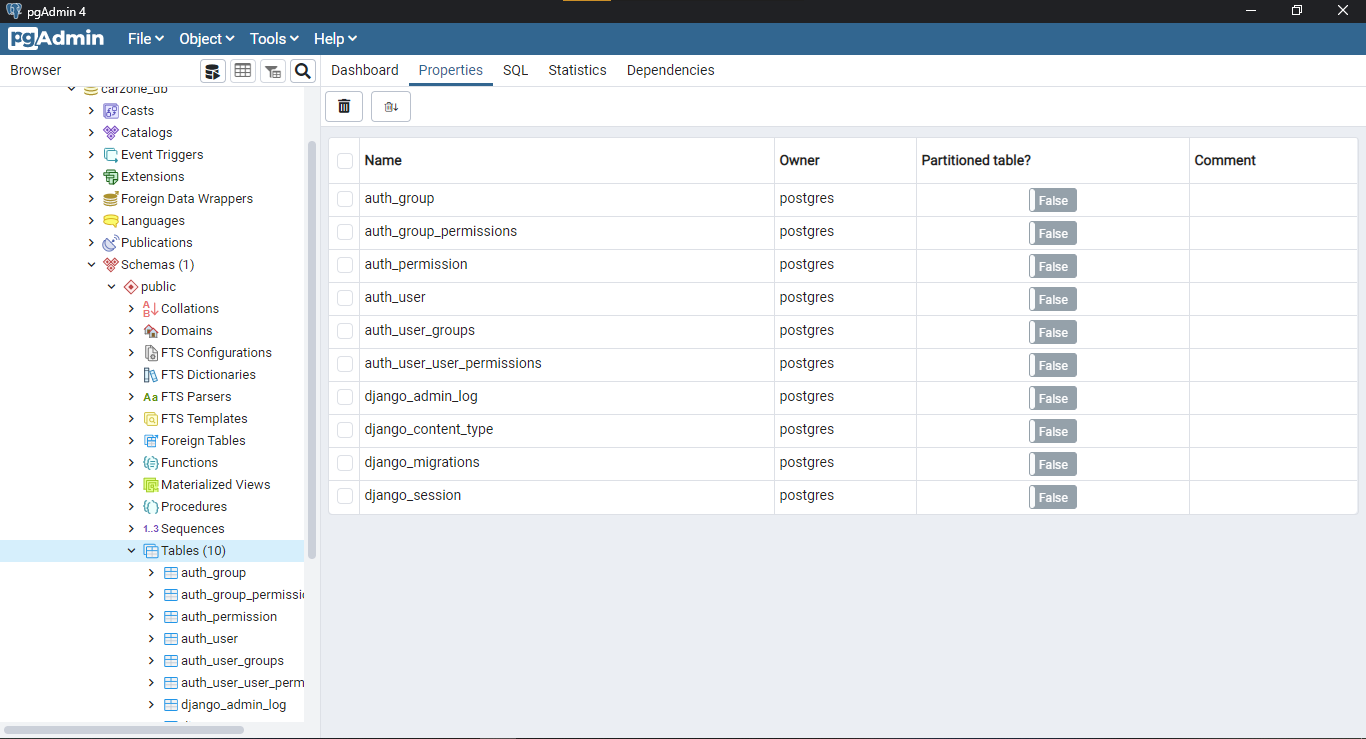 pgAdmin 4
pgAdmin File Object Tools Help
Browser
Dashboard Properties SQL Statistics Dependencies
carzone_db
Casts
Catalogs
Event Triggers
Extensions
Foreign Data Wrappers
Languages
Publications
Schemas (1)
public
Collations
Domains
FTS Configurations
FTS Dictionaries
Aa FTS Parsers
FTS Templates
Foreign Tables
Functions
Materialized Views
Procedures
1..3 Sequences
Tables (10)
auth_group
auth_group_permissi
auth_permission
auth_user
auth_user_groups
auth_user_user_perm
django_admin_log
Name Owner Partitioned table? Comment
auth_group postgres False
auth_group_permissions postgres False
auth_permission postgres False
auth_user postgres False
auth_user_groups postgres False
auth_user_user_permissions postgres False
django_admin_log postgres False
django_content_type postgres False
django_migrations postgres False
django_session postgres False